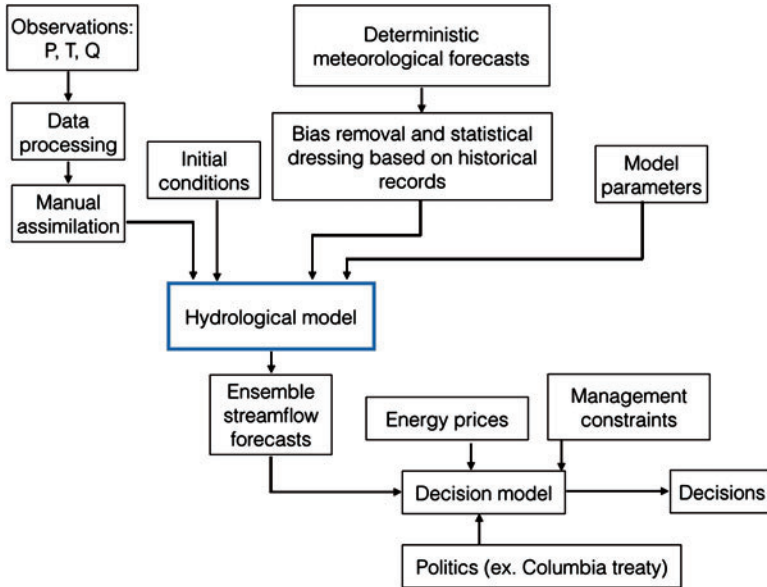 Observations:
P, T, Q
Deterministic
meteorological forecasts
Data
processing
Initial
conditions
Bias removal and statistical
dressing based on historical
records
Model
parameters
Manual
assimilation
Hydrological model
Ensemble
streamflow
forecasts
Energy prices
Management
constraints
Decision model
Decisions
Politics (ex. Columbia treaty)